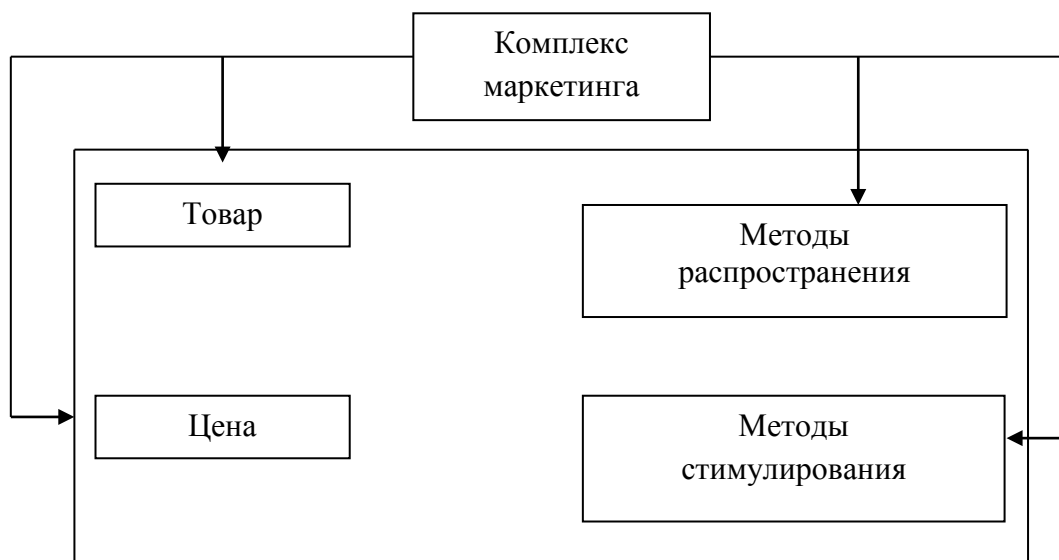 Комплекс
маркетинга
Товар
Методы
распространения
Цена
Методы
стимулирования